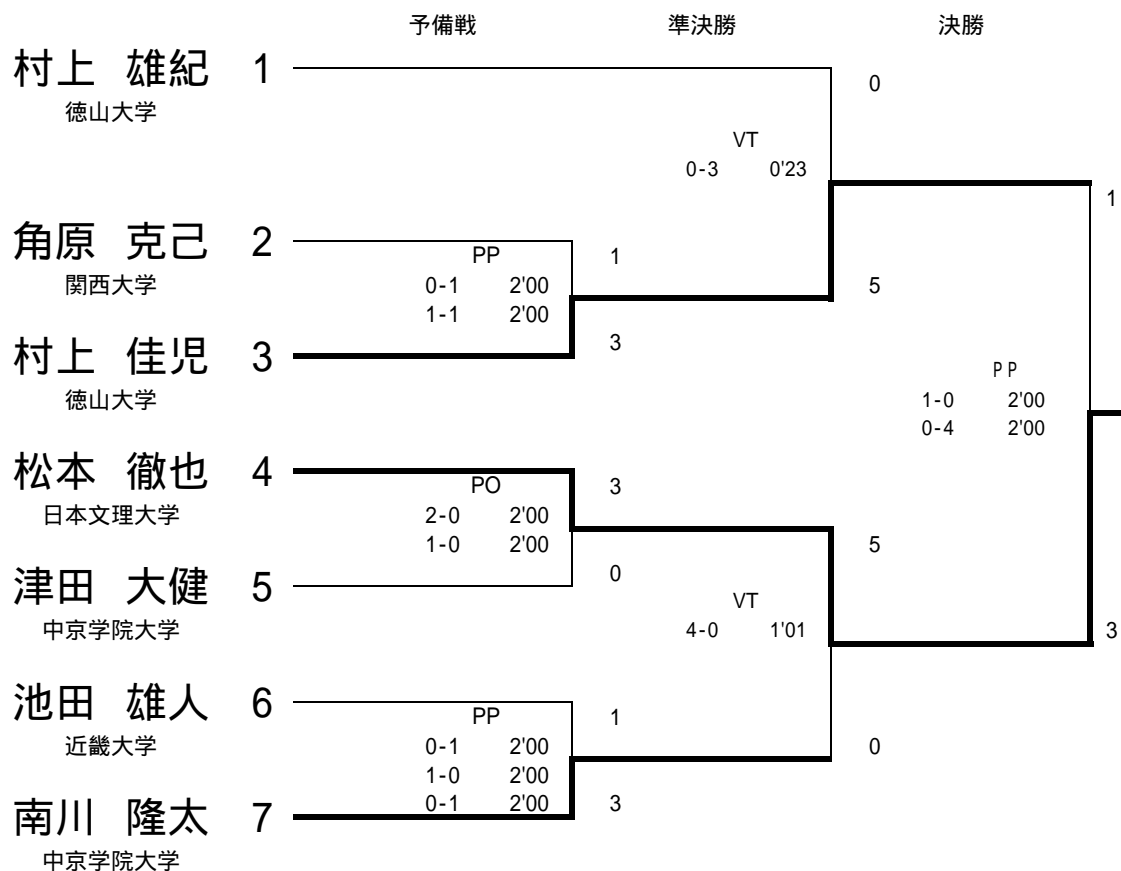 予備戦 準決勝 決勝
村上 雄紀 1
徳山大学
0
VT
0-3 0'23
1
角原 克己 2
関西大学
PP
0-1 2'00
1-1 2'00
1
5
村上 佳児 3
徳山大学
3
PP
1-0 2'00
0-4 2'00
松本 徹也 4
日本文理大学
PO
2-0 2'00
1-0 2'00
3
5
津田 大健 5
中京学院大学
0
VT
4-0 1'01
3
池田 雄人 6
近畿大学
PP
0-1 2'00
1-0 2'00
0-1 2'00
1
0
南川 隆太 7
中京学院大学
3